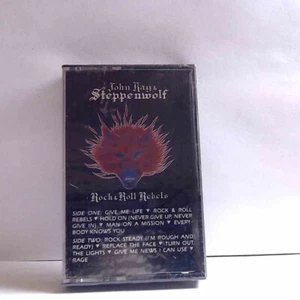 John Kay &
Steppenwolf
Rock & Roll Rebels
SIDE ONE: GIVE ME LIFE ▼ ROCK & ROLL
REBELS ▼ HOLD ON (NEVER GIVE UP, NEVER
GIVE IN) ▼ MAN ON A MISSION ▼ EVERY-
BODY KNOWS YOU
SIDE TWO: ROCK STEADY (I'M ROUGH AND
READY) ▼ REPLACE THE FACE ▼ TURN OUT
THE LIGHTS ▼ GIVE ME NEWS I CAN USE ▼
RAGE